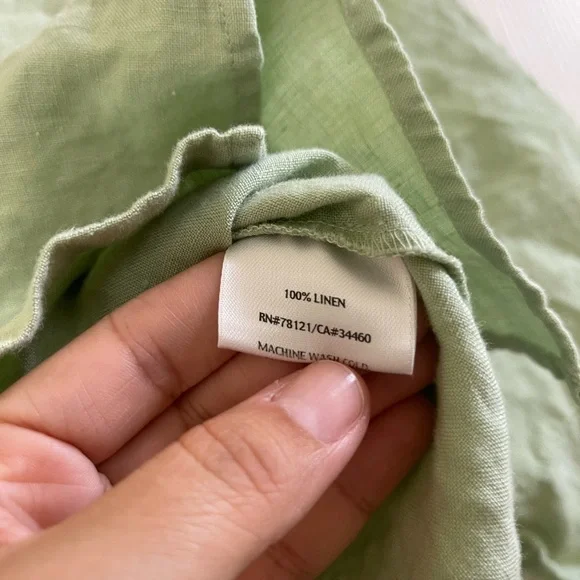 100% LINEN
RN#78121/CA#34460
MACHINE WASH COLD